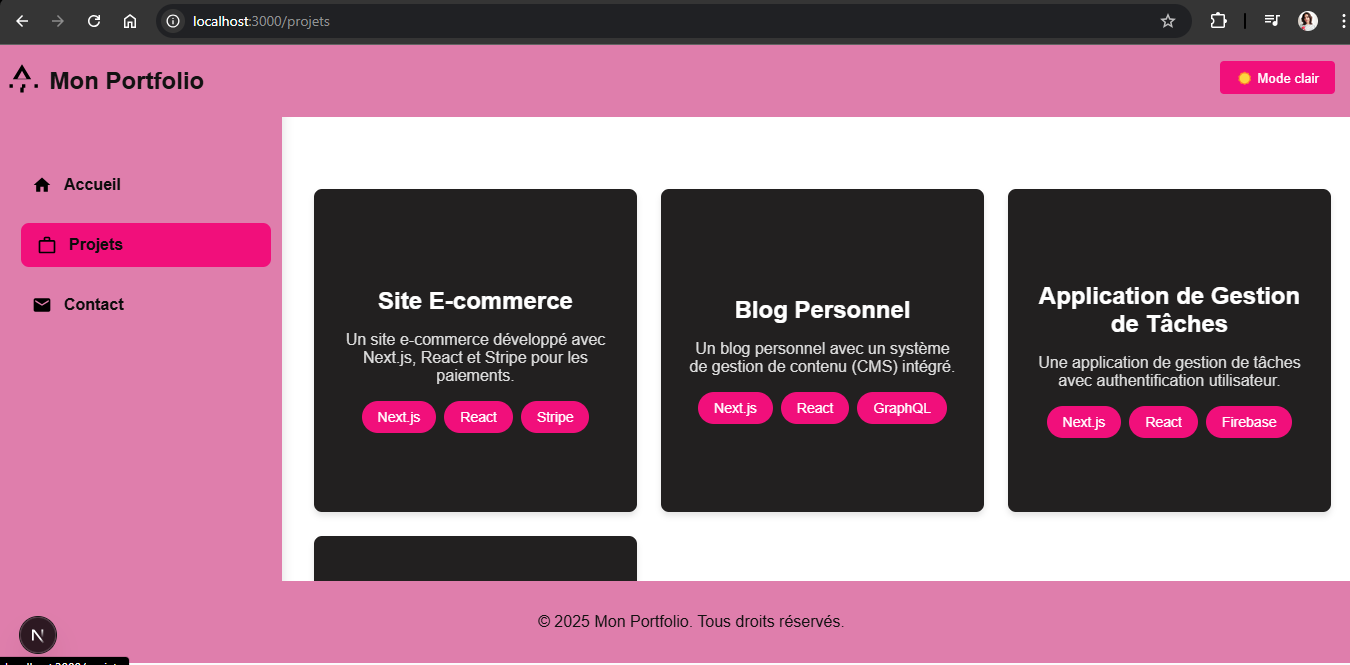 localhost:3000/projets
Mon Portfolio
Mode clair
Accueil
Projets
Contact
Site E-commerce
Un site e-commerce développé avec
Next.js, React et Stripe pour les
paiements.
Next.js React Stripe
Blog Personnel
Un blog personnel avec un système
de gestion de contenu (CMS) intégré.
Next.js React GraphQL
Application de Gestion
de Tâches
Une application de gestion de tâches
avec authentification utilisateur.
Next.js React Firebase
© 2025 Mon Portfolio. Tous droits réservés.
N